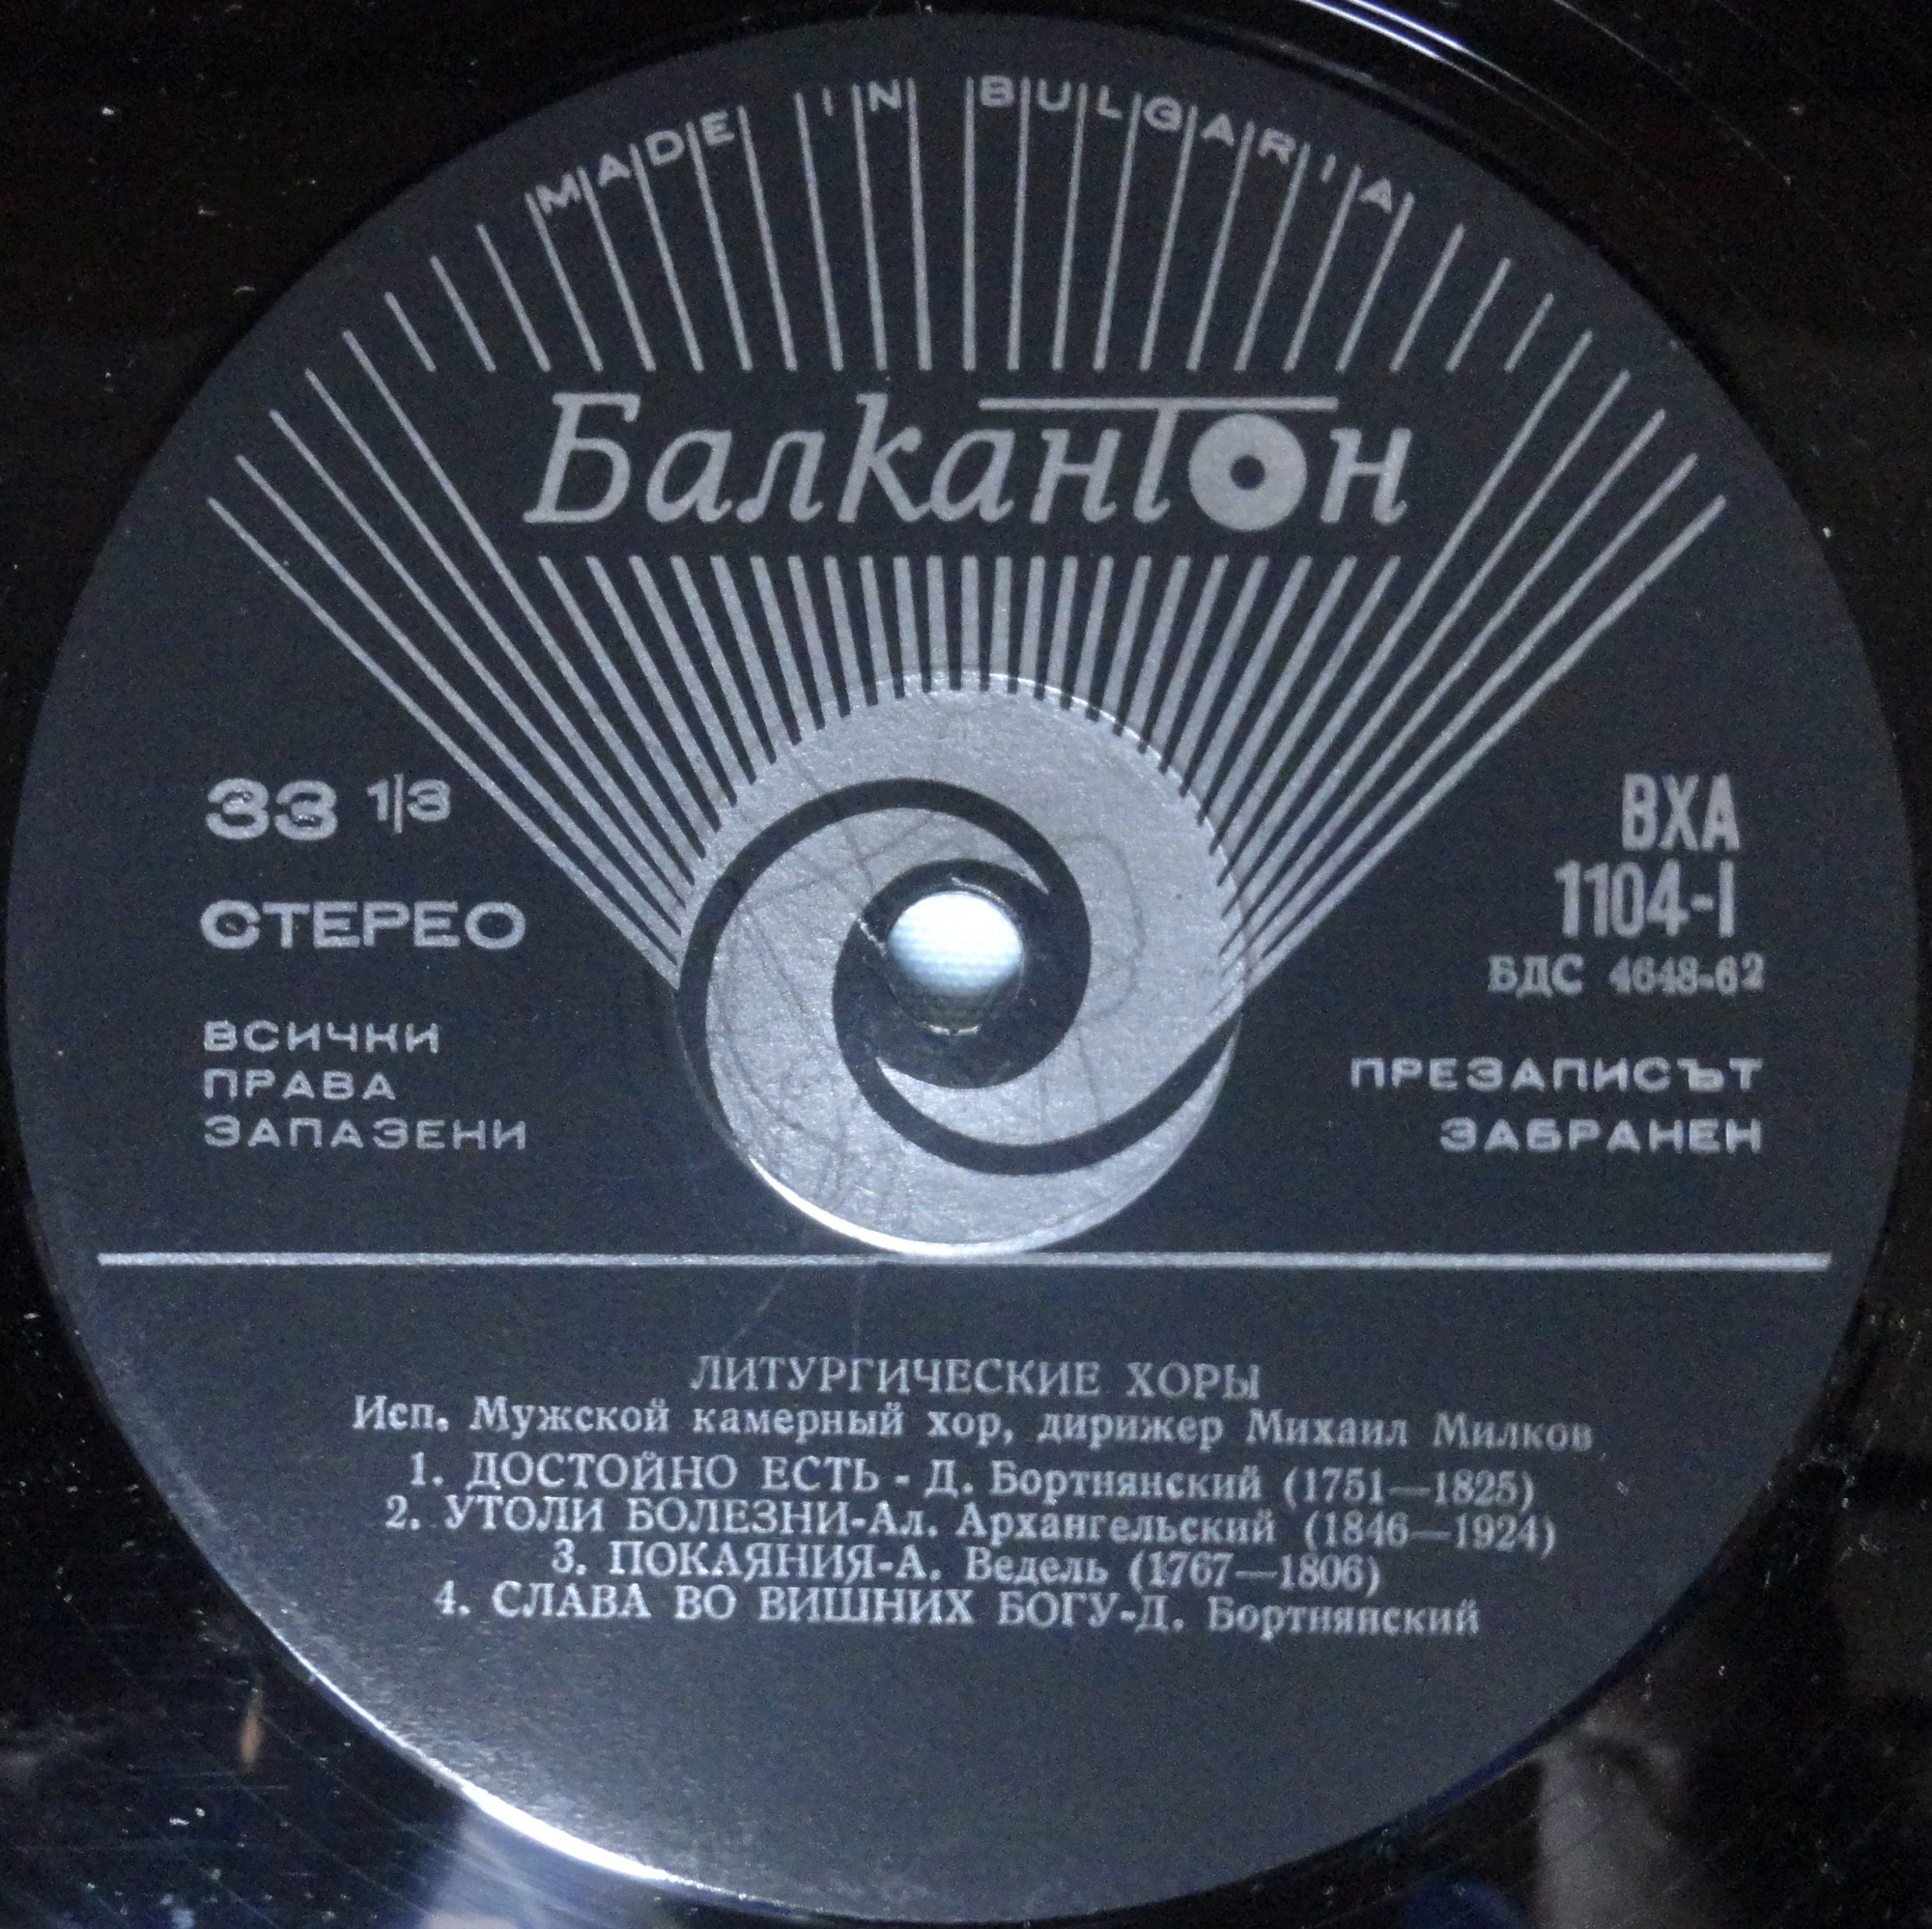 MADE IN BULGARIA
Балкантон
33 1/3
СТЕРЕО
ВСИЧКИ
ПРАВА
ЗАПАЗЕНИ
ВХА
1104-I
БДС 4648-62
ПРЕЗАПИСЪТ
ЗАБРАНЕН
ЛИТУРГИЧЕСКИЕ ХОРЫ
Исп. Мужской камерный хор, дирижер Михаил Милков
1. ДОСТОЙНО ЕСТЬ - Д. Бортнянский (1751—1825)
2. УТОЛИ БОЛЕЗНИ-Ал. Архангельский (1846—1924)
3. ПОКАЯНИЯ-А. Ведель (1767—1806)
4. СЛАВА ВО ВИШНИХ БОГУ-Д. Бортнянский